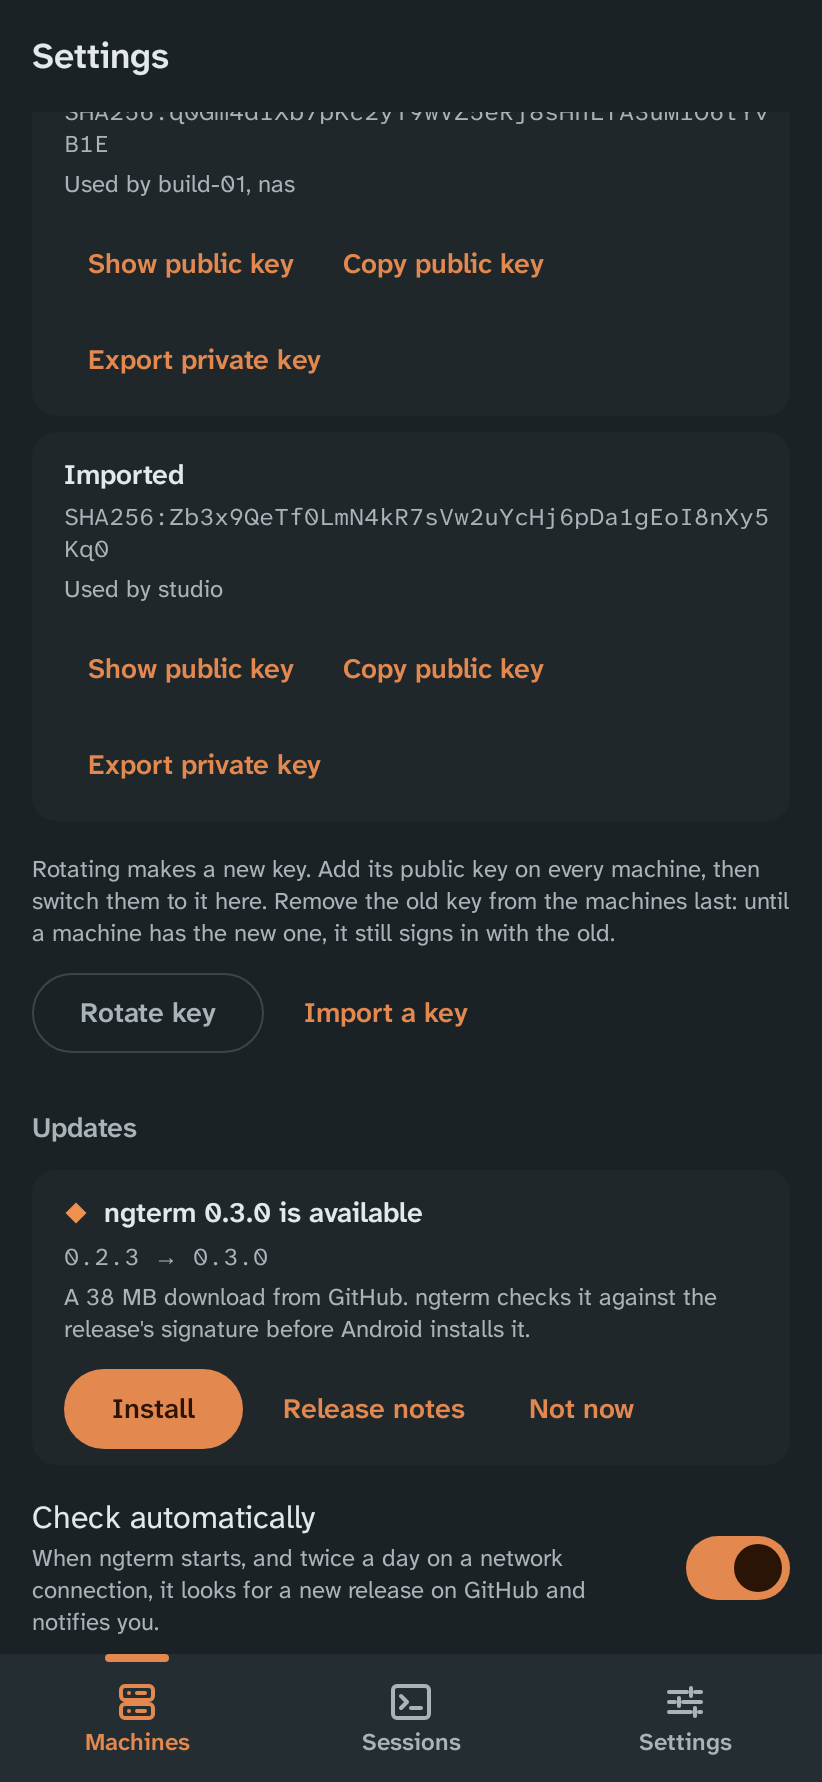 Settings
B1E
Used by build-01, nas
Show public key Copy public key
Export private key
Imported
SHA256:Zb3x9QeTf0LmN4kR7sVw2uYcHj6pDa1gEoI8nXy5
Kq0
Used by studio
Show public key Copy public key
Export private key
Rotating makes a new key. Add its public key on every machine, then
switch them to it here. Remove the old key from the machines last: until
a machine has the new one, it still signs in with the old.
Rotate key Import a key
Updates
ngterm 0.3.0 is available
0.2.3 → 0.3.0
A 38 MB download from GitHub. ngterm checks it against the
release's signature before Android installs it.
Install Release notes Not now
Check automatically
When ngterm starts, and twice a day on a network
connection, it looks for a new release on GitHub and
notifies you.
Machines Sessions Settings